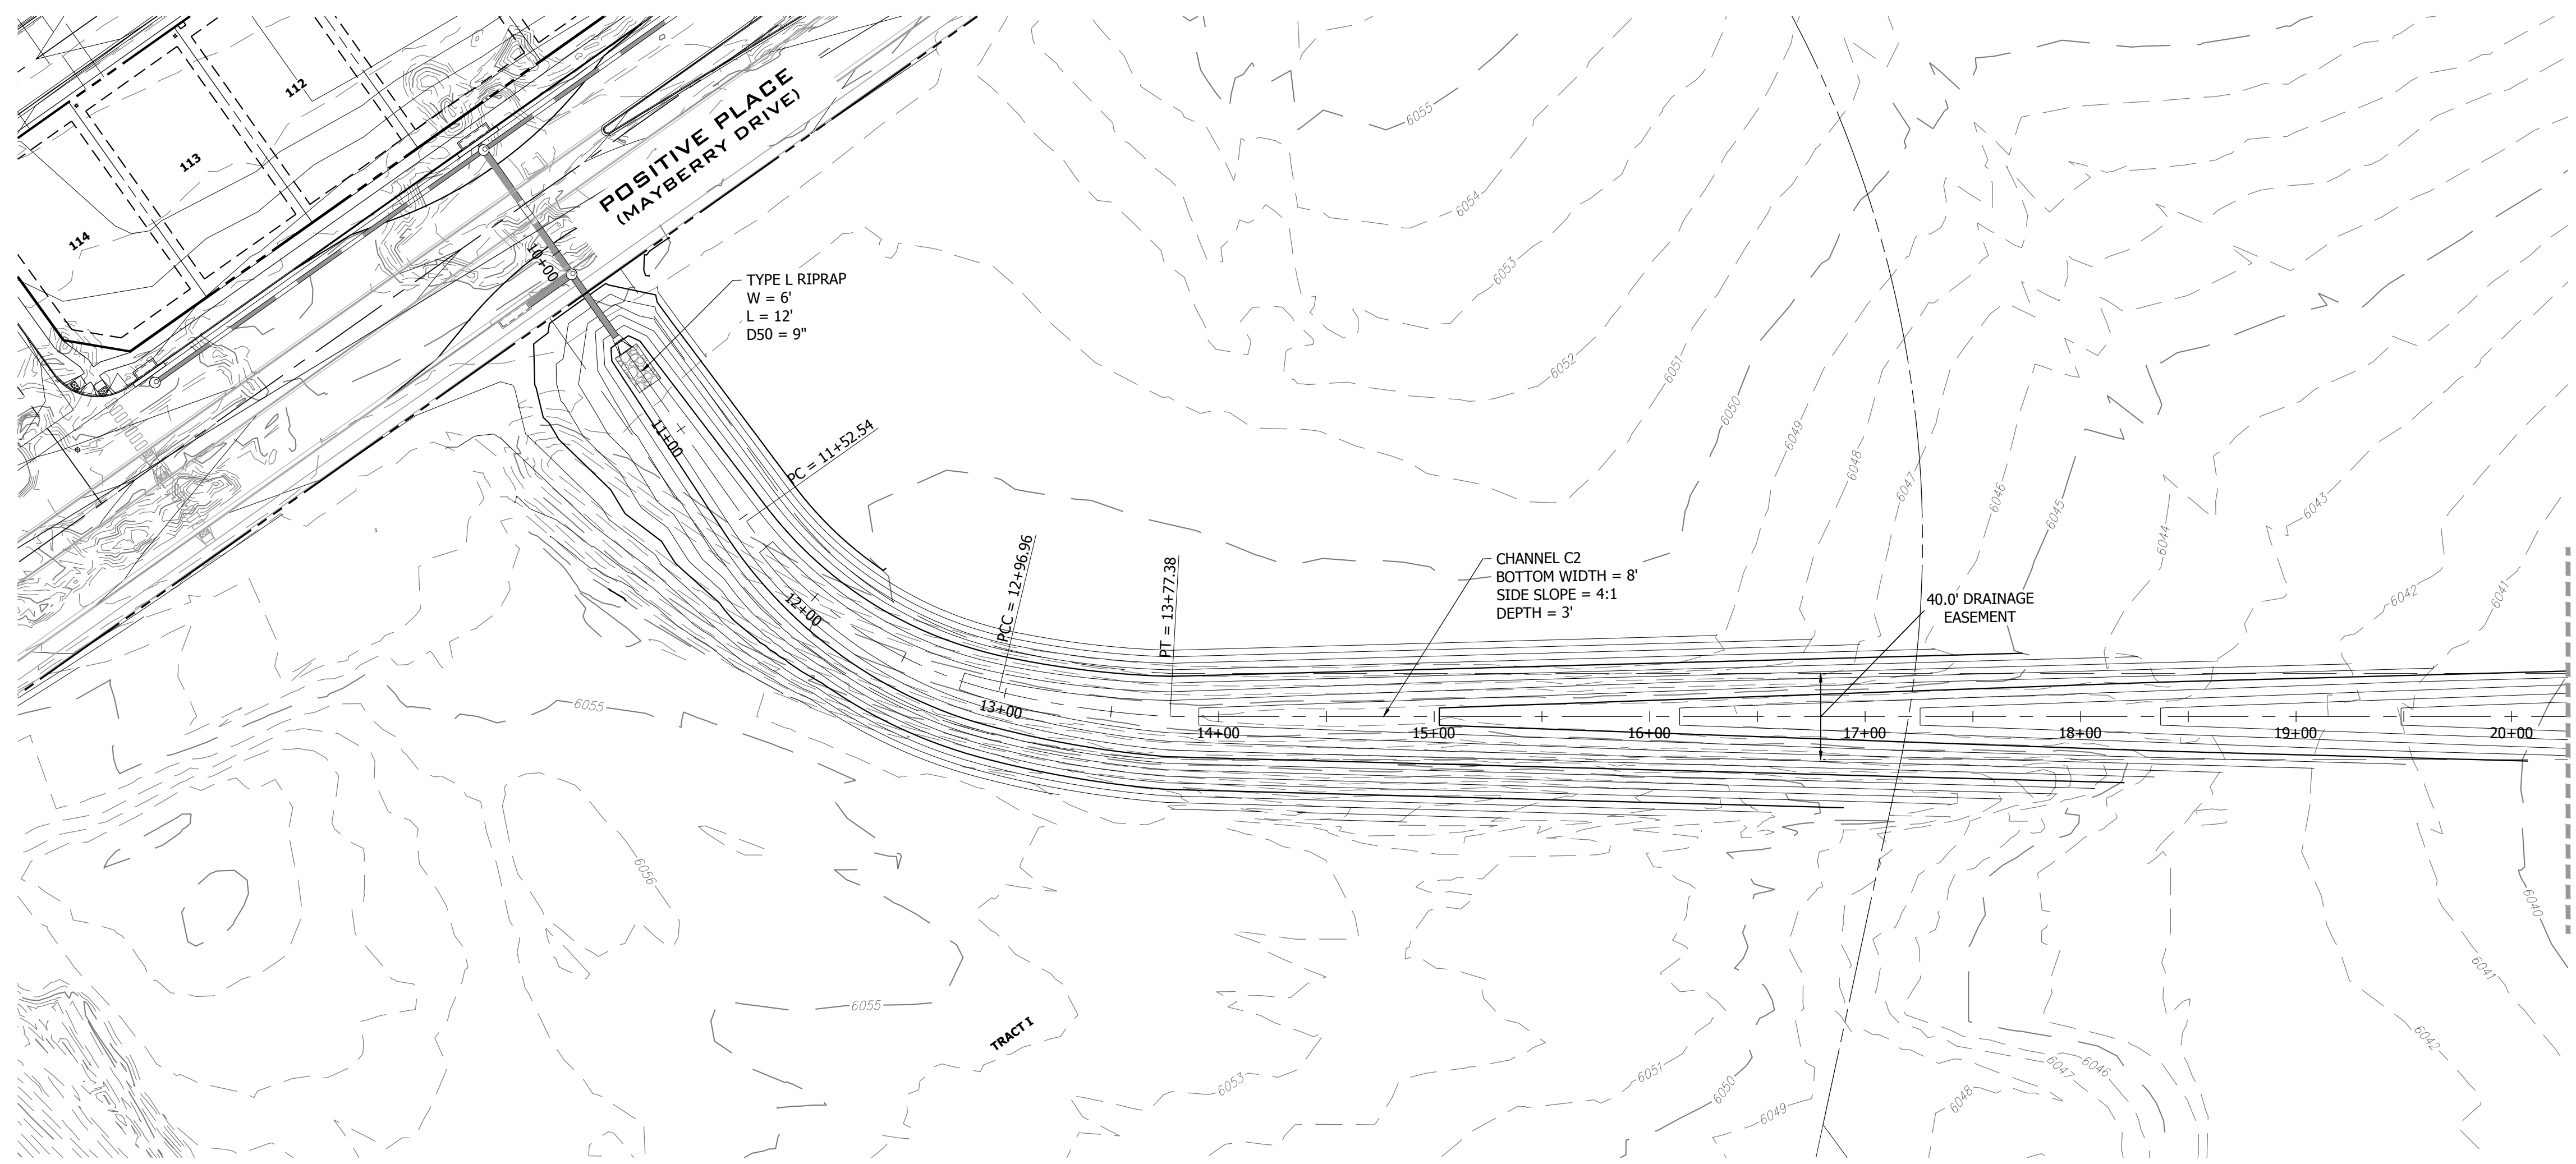 112
113
114
POSITIVE PLACE
(MAYBERRY DRIVE)
10+00
TYPE L RIPRAP
W = 6'
L = 12'
D50 = 9"
11+00
PC = 11+52.54
12+00
PCC = 12+96.96
13+00
PT = 13+77.38
CHANNEL C2
BOTTOM WIDTH = 8'
SIDE SLOPE = 4:1
DEPTH = 3'
40.0' DRAINAGE
EASEMENT
14+00
15+00
16+00
17+00
18+00
19+00
20+00
6055
6054
6053
6052
6051
6050
6049
6048
6047
6046
6045
6044
6043
6042
6041
6055
6056
6055
TRACT I
6053
6051
6050
6049
6048
6047
6046
6040
6041
6042